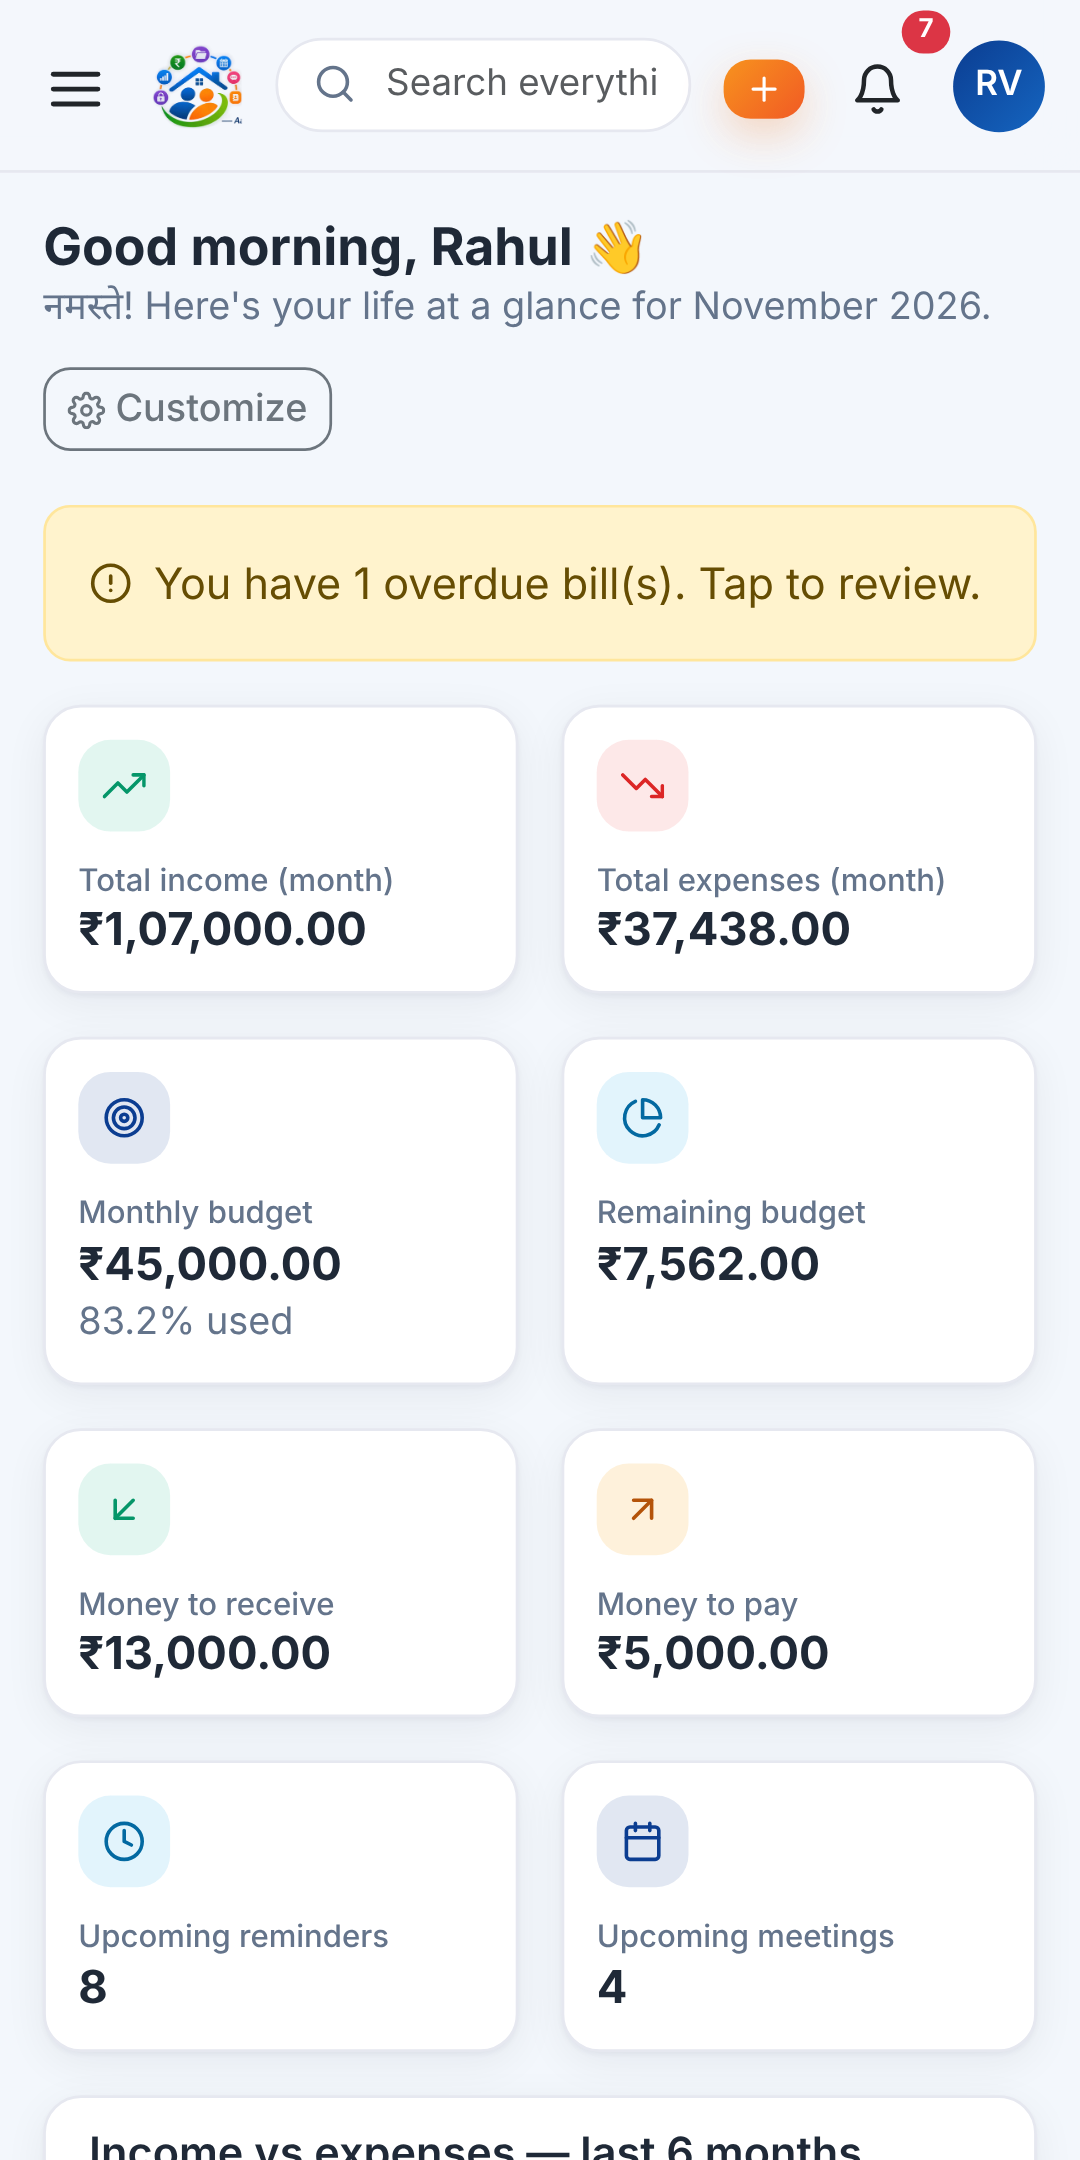 Search everythi
7
RV
Good morning, Rahul 👋
नमस्ते! Here's your life at a glance for November 2026.
Customize
You have 1 overdue bill(s). Tap to review.
Total income (month)
₹1,07,000.00
Total expenses (month)
₹37,438.00
Monthly budget
₹45,000.00
83.2% used
Remaining budget
₹7,562.00
Money to receive
₹13,000.00
Money to pay
₹5,000.00
Upcoming reminders
8
Upcoming meetings
4
Income vs expenses — last 6 months